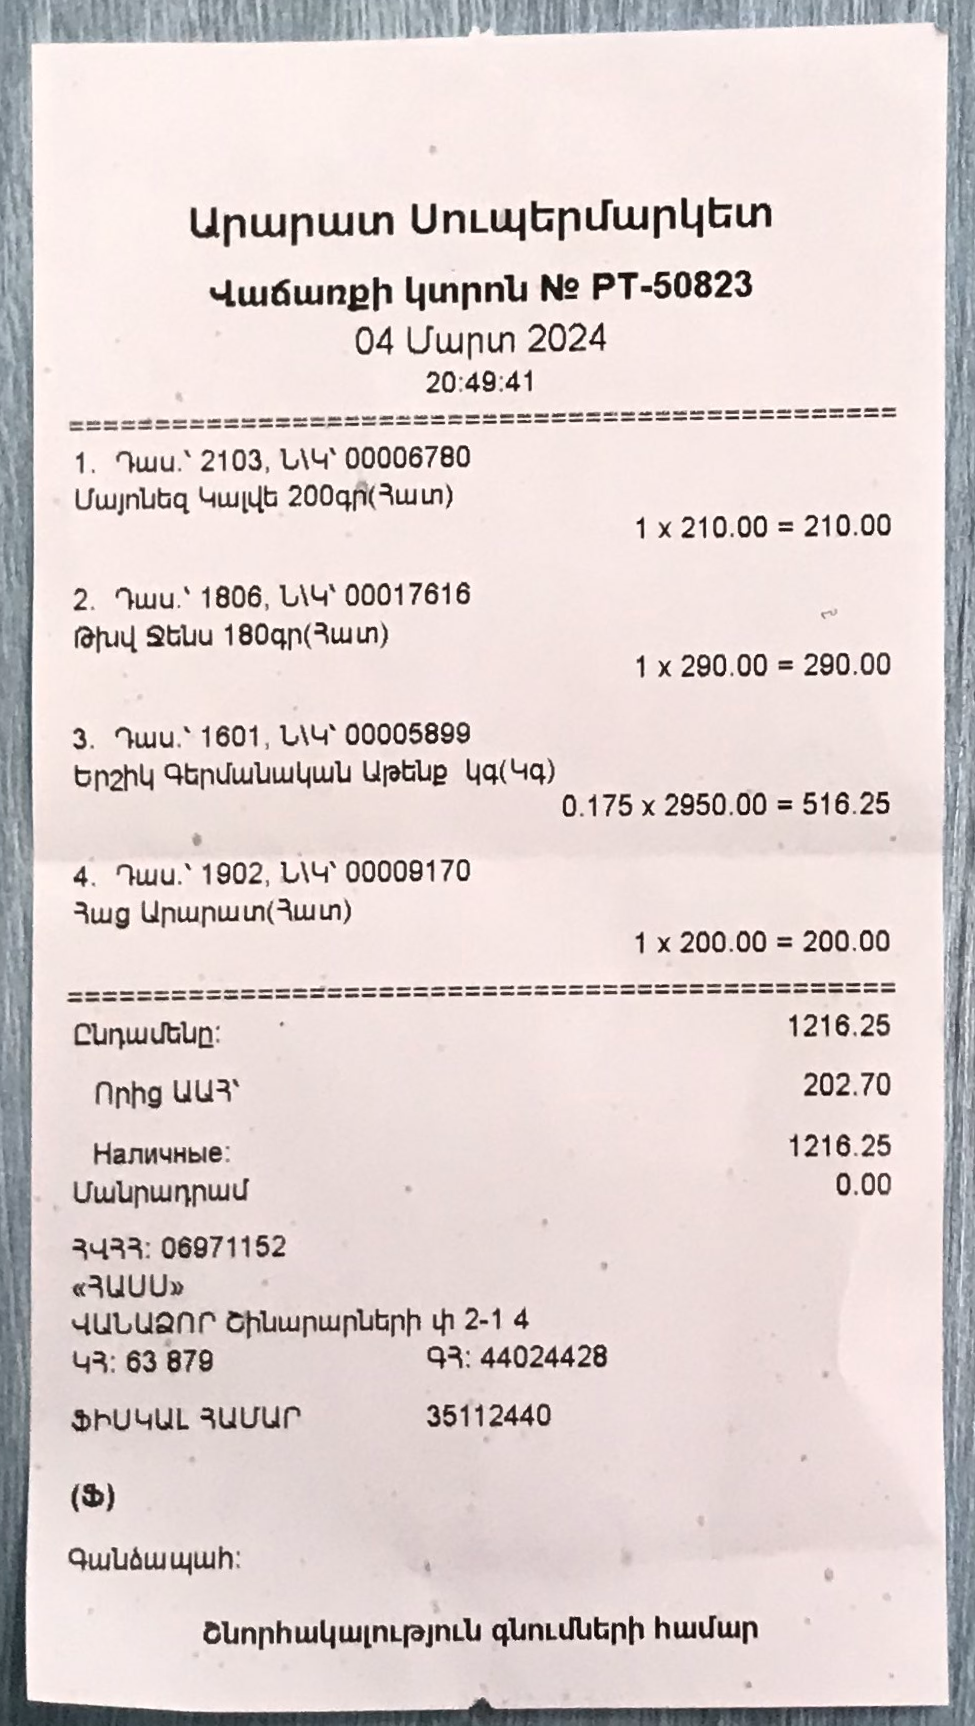 Արարատ Սուպերմարկետ
Վաճառքի կտրոն № PT-50823
04 Մարտ 2024
20:49:41
================================================
1. Դաս.՝ 2103, Ն\Կ՝ 00006780
Մայոնեզ Կալվե 200գր(Հատ)
1 x 210.00 = 210.00
2. Դաս.՝ 1806, Ն\Կ՝ 00017616
Թխվ Ջենս 180գր(Հատ)
1 x 290.00 = 290.00
3. Դաս.՝ 1601, Ն\Կ՝ 00005899
Երշիկ Գերմանական Աթենք կգ(Կգ)
0.175 x 2950.00 = 516.25
4. Դաս.՝ 1902, Ն\Կ՝ 00009170
Հաց Արարատ(Հատ)
1 x 200.00 = 200.00
================================================
Ընդամենը: 1216.25
Որից ԱԱՀ՝ 202.70
Наличные: 1216.25
Մանրադրամ 0.00
ՀՎՀՀ: 06971152
«ՀԱՍՍ»
ՎԱՆԱՁՈՐ Շինարարների փ 2-1 4
ԿՀ: 63 879 ԳՀ: 44024428
ՖԻՍԿԱԼ ՀԱՄԱՐ 35112440
(Ֆ)
Գանձապահ:
Շնորհակալություն գնումների համար